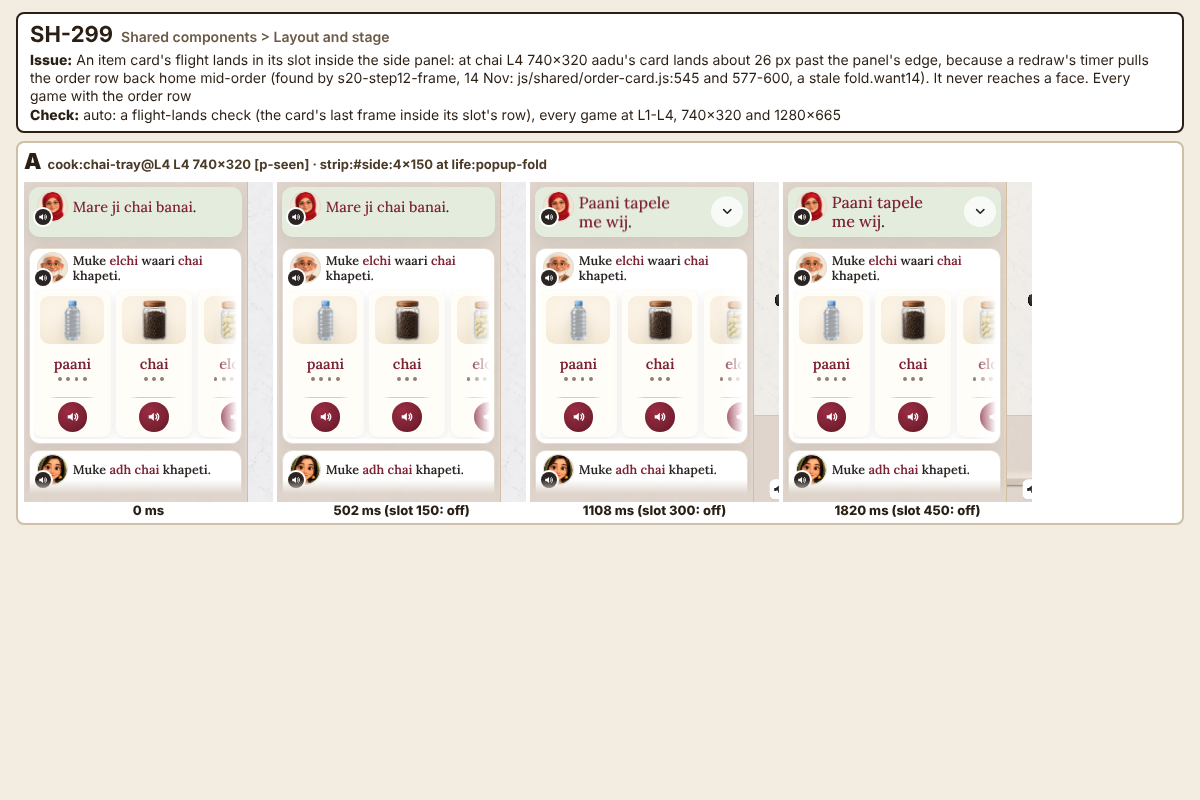 SH-299 Shared components > Layout and stage
Issue: An item card's flight lands in its slot inside the side panel: at chai L4 740×320 aadu's card lands about 26 px past the panel's edge, because a redraw's timer pulls
the order row back home mid-order (found by s20-step12-frame, 14 Nov: js/shared/order-card.js:545 and 577-600, a stale fold.want14). It never reaches a face. Every
game with the order row
Check: auto: a flight-lands check (the card's last frame inside its slot's row), every game at L1-L4, 740×320 and 1280×665
A cook:chai-tray@L4 L4 740×320 [p-seen] · strip:#side:4×150 at life:popup-fold
Mare ji chai banai.
Muke elchi waari chai
khapeti.
paani chai
Muke adh chai khapeti.
0 ms
Mare ji chai banai.
Muke elchi waari chai
khapeti.
paani chai
Muke adh chai khapeti.
502 ms (slot 150: off)
Paani tapele
me wij.
Muke elchi waari chai
khapeti.
paani chai
Muke adh chai khapeti.
1108 ms (slot 300: off)
Paani tapele
me wij.
Muke elchi waari chai
khapeti.
paani chai
Muke adh chai khapeti.
1820 ms (slot 450: off)